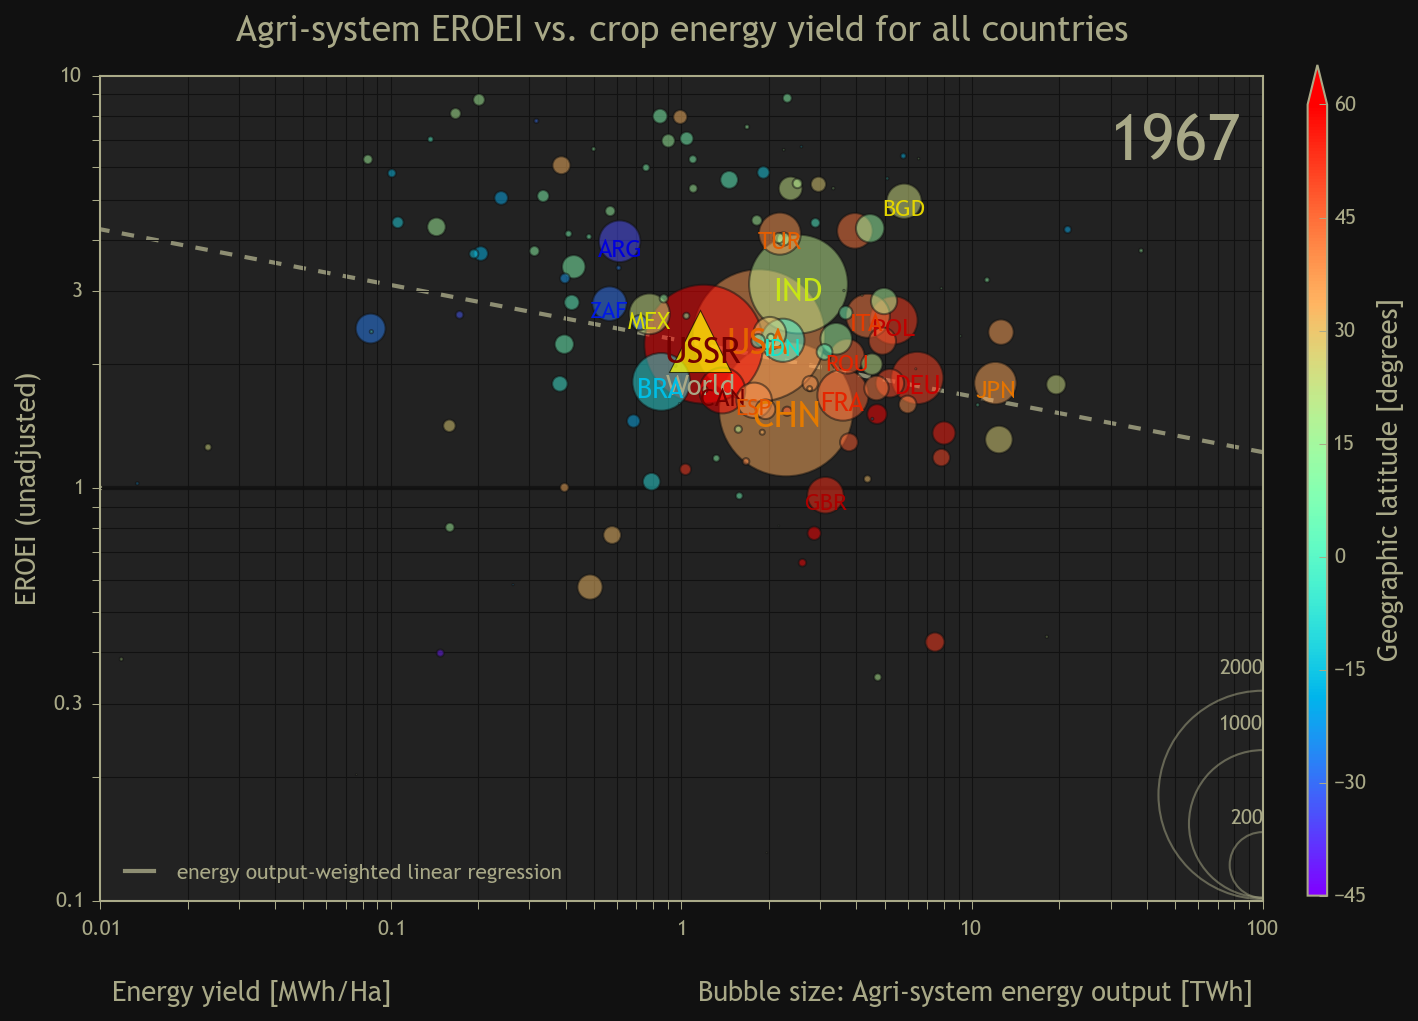 Agri-system EROEI vs. crop energy yield for all countries
1967
10
3
1
0.3
0.1
EROEI (unadjusted)
BGD
TUR
ARG
IND
ZAF
MEX
ITA
POL
USA
IDN
USSR
ROU
World
BRA
DEU
JPN
CAN
FRA
ESP
CHN
GBR
2000
1000
200
energy output-weighted linear regression
0.01
0.1
1
10
100
Energy yield [MWh/Ha]
Bubble size: Agri-system energy output [TWh]
60
45
30
15
0
−15
−30
−45
Geographic latitude [degrees]